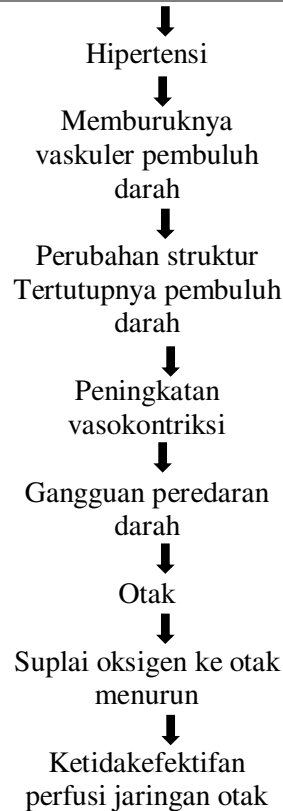 Hipertensi
Memburuknya
vaskuler pembuluh
darah
Perubahan struktur
Tertutupnya pembuluh
darah
Peningkatan
vasokontriksi
Gangguan peredaran
darah
Otak
Suplai oksigen ke otak
menurun
Ketidakefektifan
perfusi jaringan otak